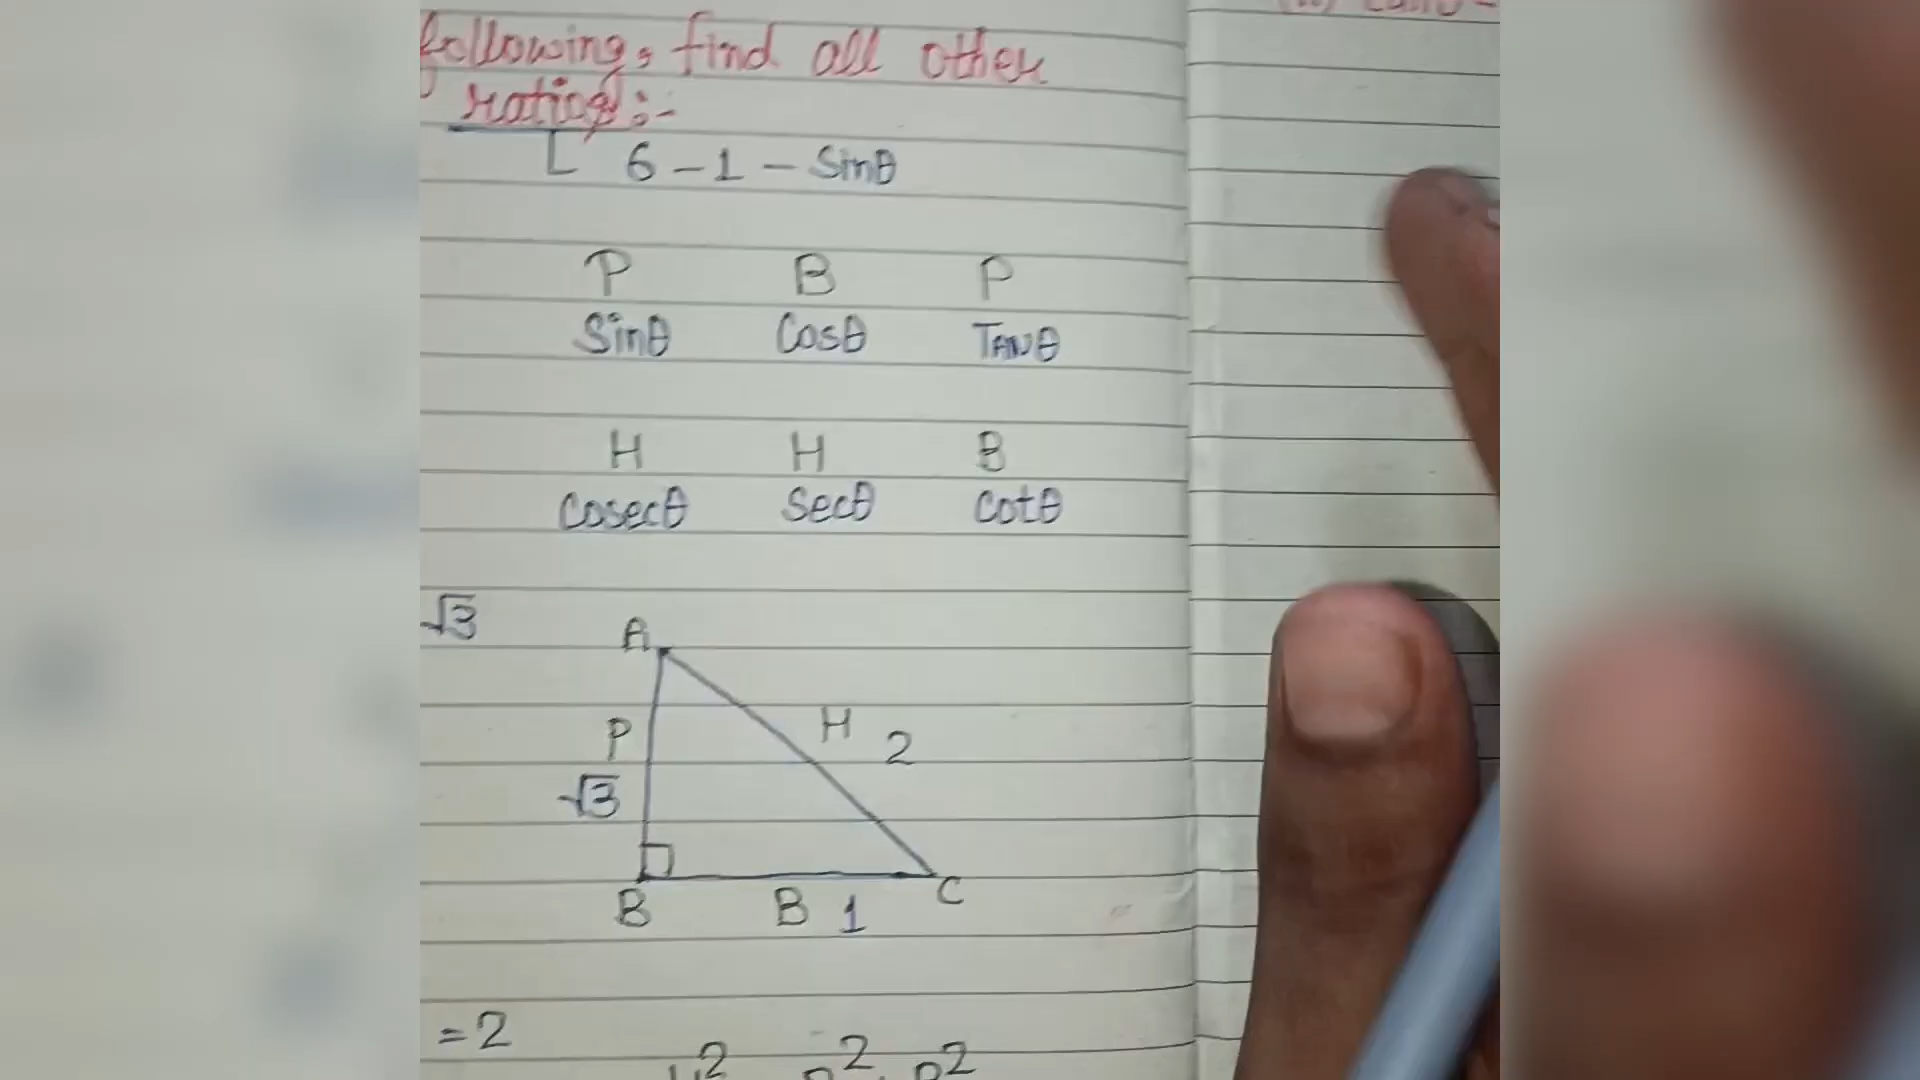 following, find all other
ratios:-
[ 6 - 1 - Sinθ
P B P
Sinθ Cosθ TANθ
H H B
Cosecθ Secθ Cotθ
√3
A
P H 2
√3
B B 1 C
= 2